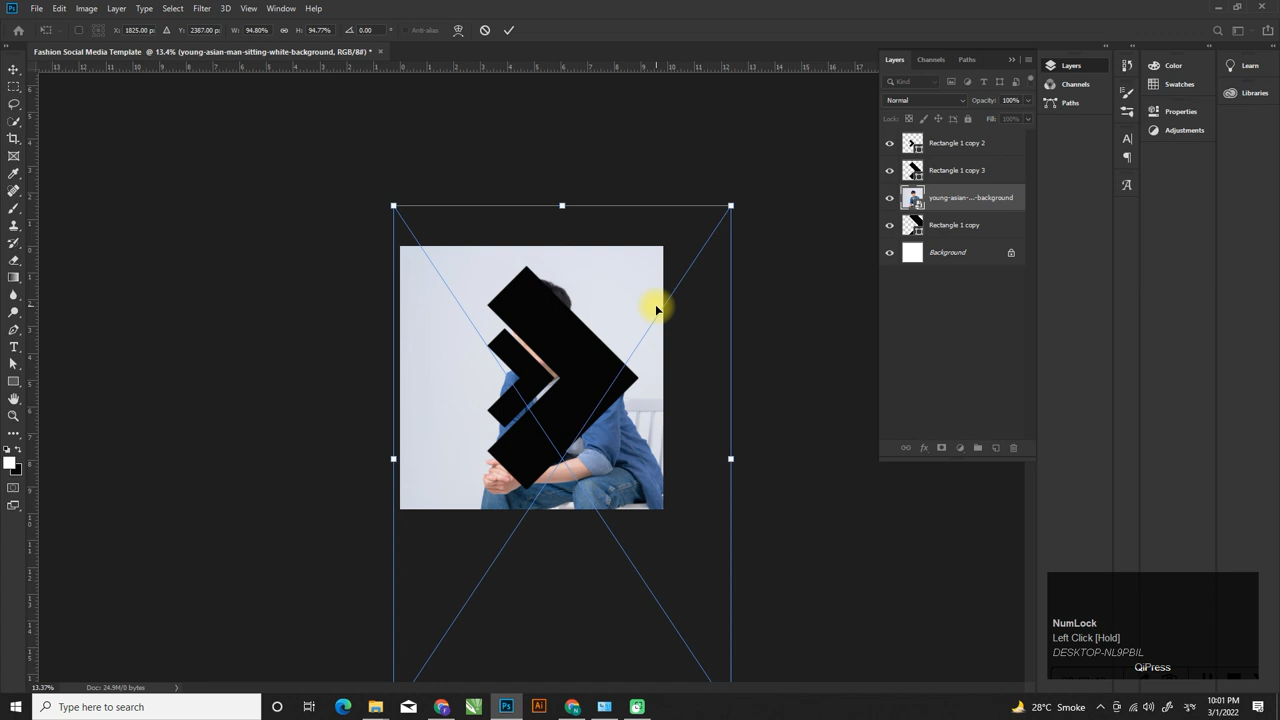 File Edit Image Layer Type Select Filter 3D View Window Help
X: 1825.00 px Y: 2387.00 px W: 94.80% H: 94.77% 0.00 ° Anti-alias
Fashion Social Media Template @ 13.4% (young-asian-man-sitting-white-background, RGB/8#) * ×
Layers Channels Paths
Kind
Normal Opacity: 100%
Lock: Fill: 100%
Rectangle 1 copy 2
Rectangle 1 copy 3
young-asian-...-background
Rectangle 1 copy
Background
Layers
Channels
Paths
Color
Swatches
Properties
Adjustments
Learn
Libraries
NumLock
Left Click [Hold]
DESKTOP-NL9PBIL
QiPress
13.37% Doc: 24.9M/0 bytes
Type here to search
28°C Smoke
10:01 PM
3/1/2022